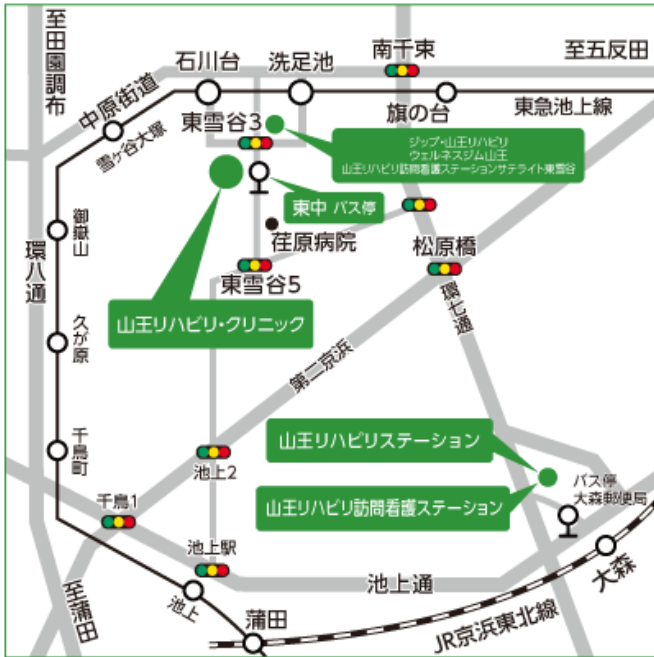 至田園調布
中原街道
石川台
洗足池
南千束
至五反田
旗の台
東急池上線
雪ヶ谷大塚
東雪谷3
ジップ・山王リハビリ
ウェルネスジム山王
山王リハビリ訪問看護ステーションサテライト東雪谷
東中 バス停
荏原病院
御嶽山
環八通
東雪谷5
松原橋
環七通
山王リハビリ・クリニック
久が原
第二京浜
千鳥町
池上2
山王リハビリステーション
山王リハビリ訪問看護ステーション
バス停
大森郵便局
千鳥1
池上駅
池上通
大森
至蒲田
池上
蒲田
JR京浜東北線